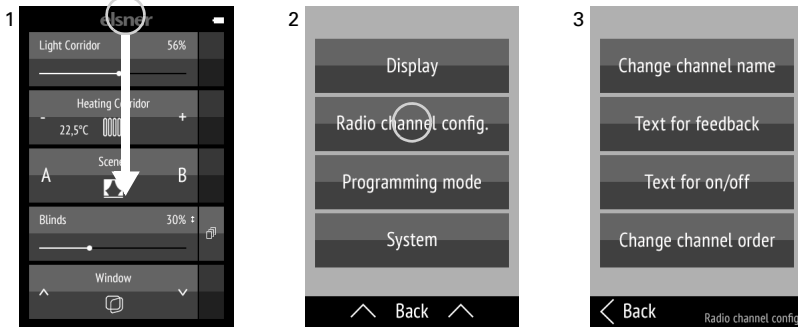 1
elsner
Light Corridor 56%
Heating Corridor
- 22,5°C +
Scene
A B
Blinds 30%
Window
2
Display
Radio channel config.
Programming mode
System
Back
3
Change channel name
Text for feedback
Text for on/off
Change channel order
Back
Radio channel config